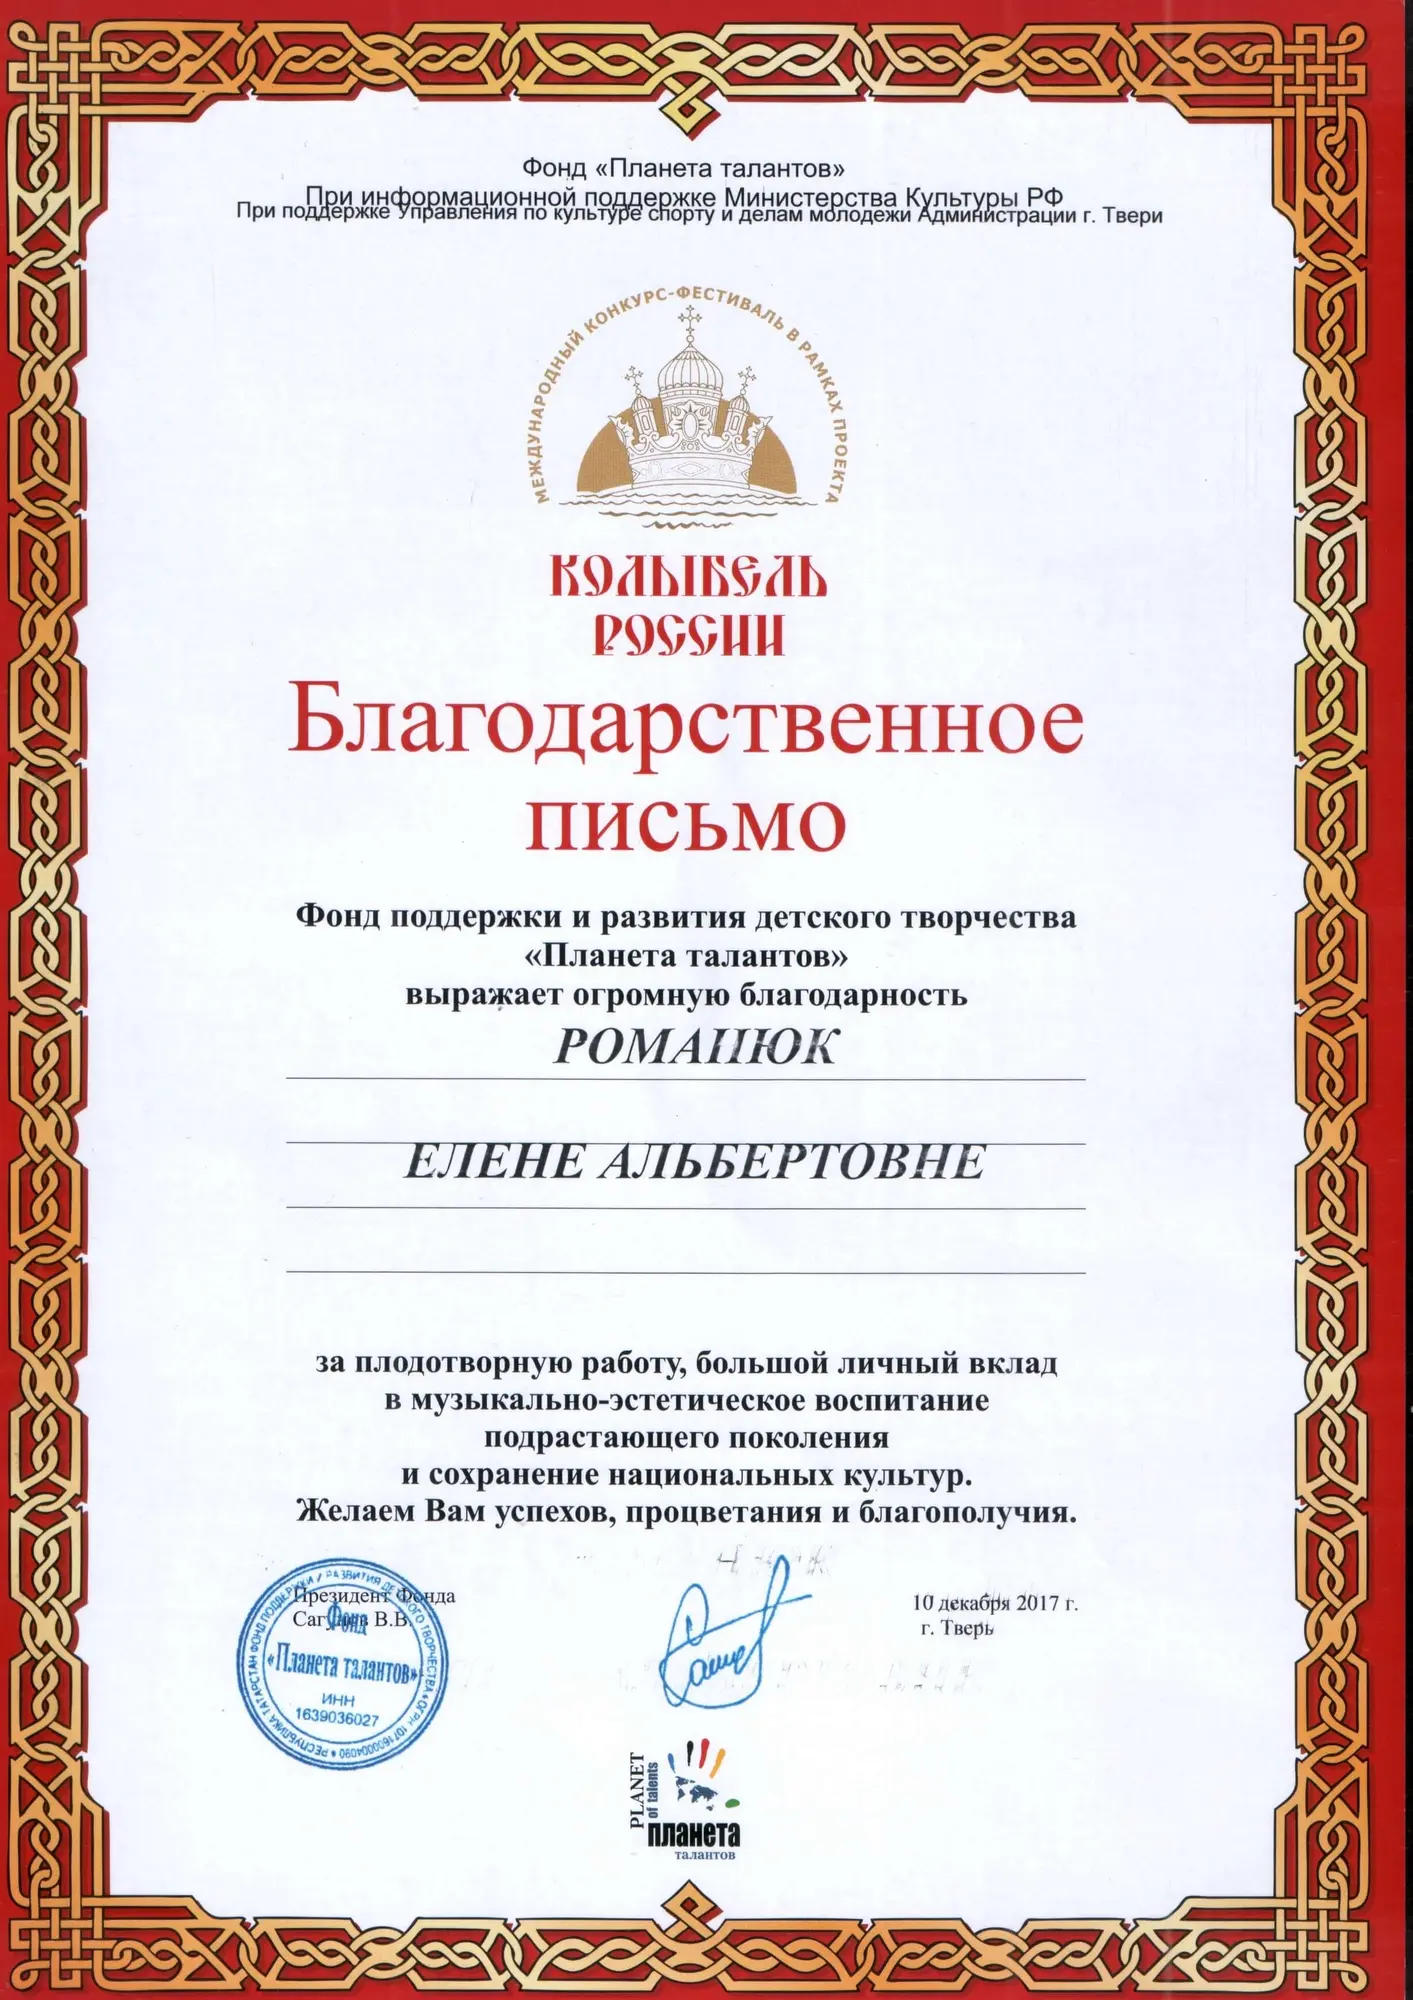 Фонд «Планета талантов»
При информационной поддержке Министерства Культуры РФ
При поддержке Управления по культуре спорту и делам молодежи Администрации г. Твери
МЕЖДУНАРОДНЫЙ КОНКУРС-ФЕСТИВАЛЬ В РАМКАХ ПРОЕКТА
КОЛЫБЕЛЬ
РОССИИ
Благодарственное
письмо
Фонд поддержки и развития детского творчества
«Планета талантов»
выражает огромную благодарность
РОМАНЮК
ЕЛЕНЕ АЛЬБЕРТОВНЕ
за плодотворную работу, большой личный вклад
в музыкально-эстетическое воспитание
подрастающего поколения
и сохранение национальных культур.
Желаем Вам успехов, процветания и благополучия.
Президент Фонда
В.В.
10 декабря 2017 г.
г. Тверь
РЕСПУБЛИКА ТАТАРСТАН ФОНД ПОДДЕРЖКИ И РАЗВИТИЯ ДЕТСКОГО ТВОРЧЕСТВА ОГРН
Фонд
«Планета талантов»
ИНН
1639036027
PLANET
of talents
планета
талантов